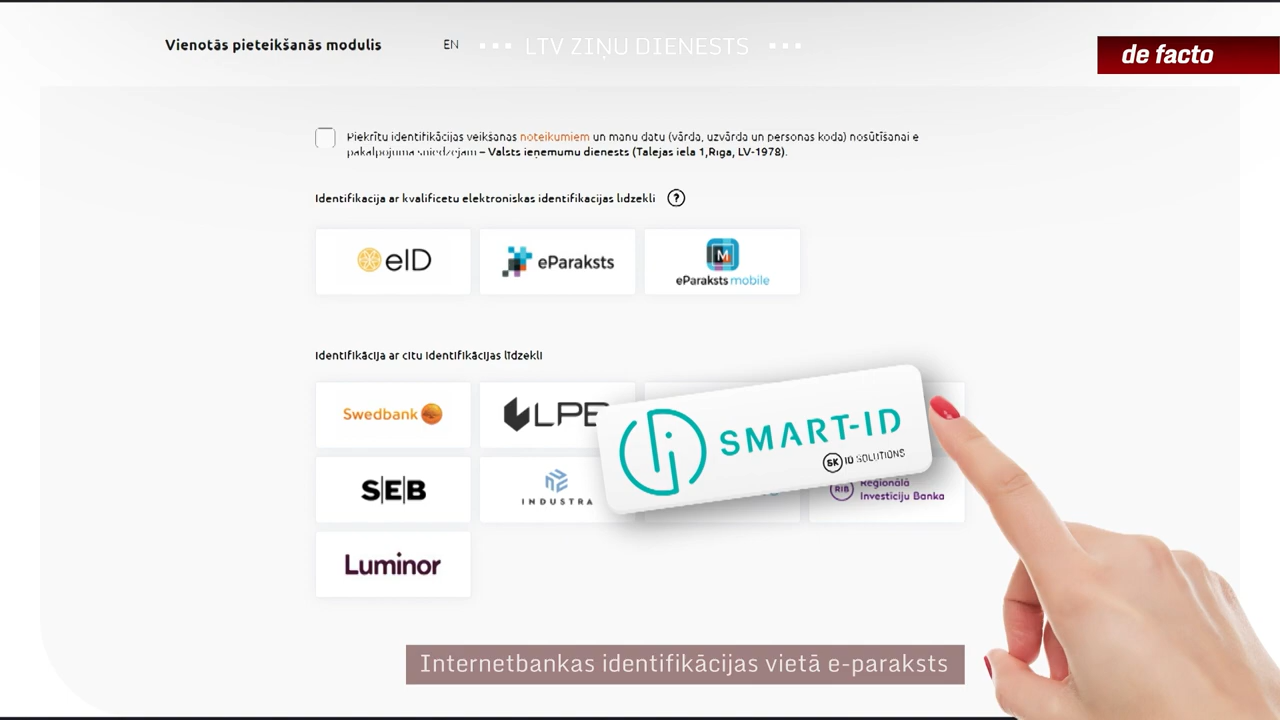 Vienotās pieteikšanās modulis
EN
LTV ZIŅU DIENESTS
de facto
Piekrītu identifikācijas veikšanas noteikumiem un manu datu (vārda, uzvārda un personas koda) nosūtīšanai e
pakalpojuma sniedzējam – Valsts ieņēmumu dienests (Talejas iela 1,Rīga, LV-1978).
Identifikācija ar kvalificētu elektroniskās identifikācijas līdzekli
?
eID
eParaksts
M
eParaksts mobile
Identifikācija ar citu identifikācijas līdzekli
Swedbank
LPB
SMART-ID
SK ID SOLUTIONS
SEB
INDUSTRA
RIB
Reģionālā
Investīciju Banka
Luminor
Internetbankas identifikācijas vietā e-paraksts